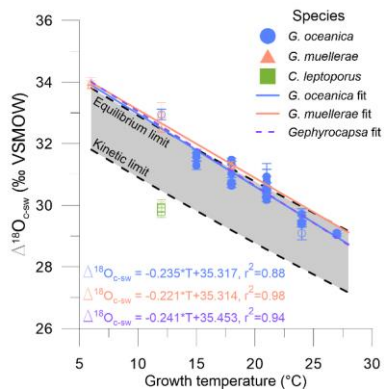 Species
G. oceanica
G. muellerae
C. leptoporus
G. oceanica fit
G. muellerae fit
Gephyrocapsa fit
36
34
32
30
28
26
Δ¹⁸Oc-sw (‰ VSMOW)
Equilibrium limit
Kinetic limit
Δ¹⁸Oc-sw = -0.235*T+35.317, r²=0.88
Δ¹⁸Oc-sw = -0.221*T+35.314, r²=0.98
Δ¹⁸Oc-sw = -0.241*T+35.453, r²=0.94
5 10 15 20 25 30
Growth temperature (°C)